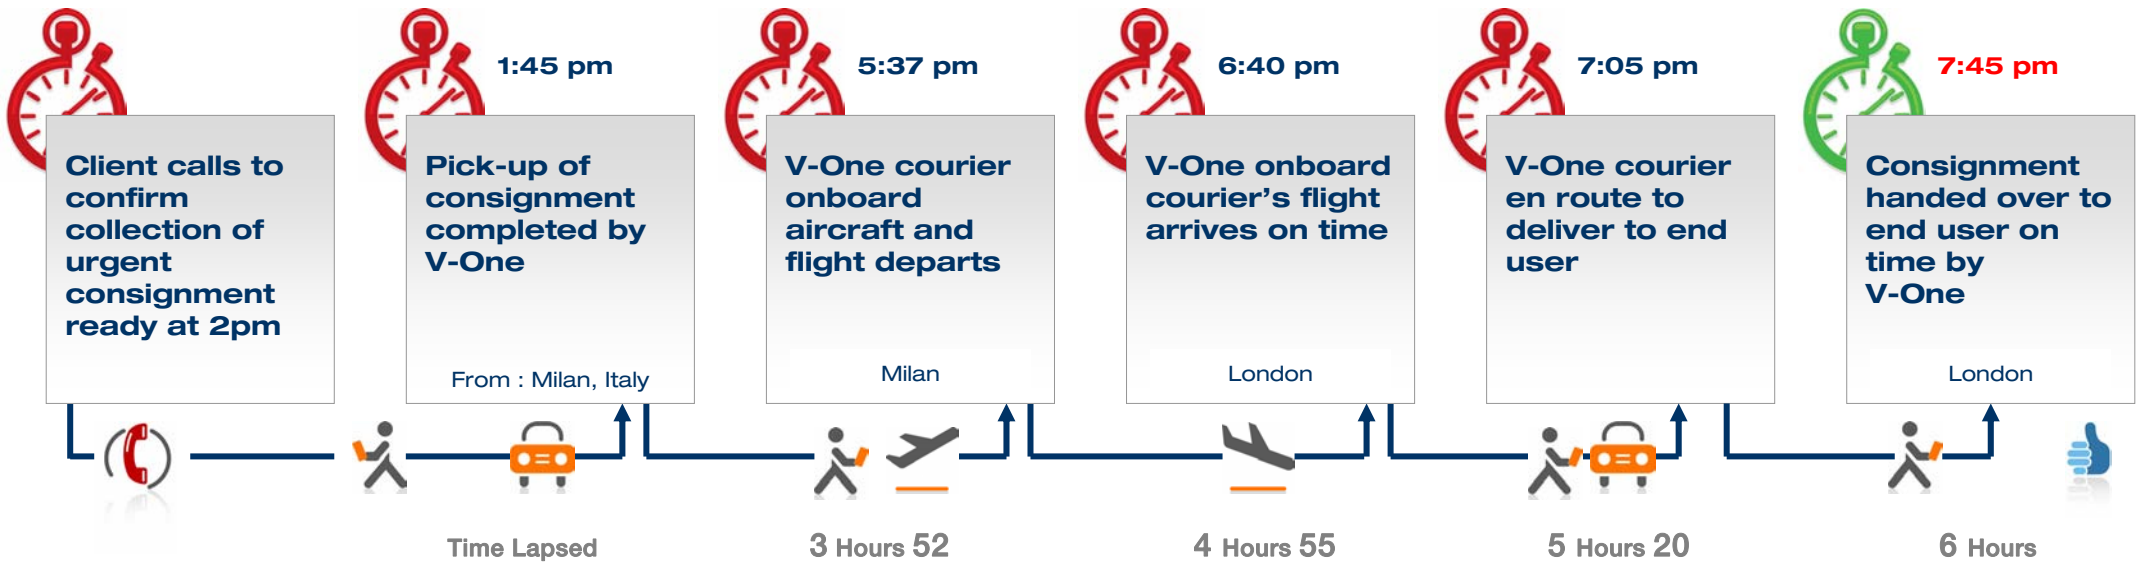 1:45 pm
5:37 pm
6:40 pm
7:05 pm
7:45 pm
Client calls to
confirm
collection of
urgent
consignment
ready at 2pm
Pick-up of
consignment
completed by
V-One
From : Milan, Italy
V-One courier
onboard
aircraft and
flight departs
Milan
V-One onboard
courier’s flight
arrives on time
London
V-One courier
en route to
deliver to end
user
Consignment
handed over to
end user on
time by
V-One
London
Time Lapsed
3 Hours 52
4 Hours 55
5 Hours 20
6 Hours